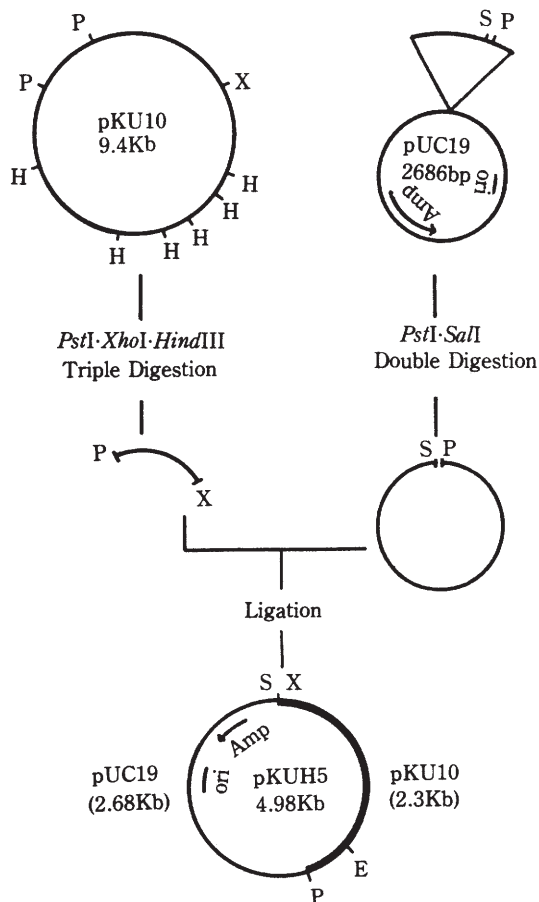 P
P
X
pKU10
9.4Kb
H
H
H
H
H
H
S P
pUC19
2686bp
ori
Amp
PstI·XhoI·HindIII
Triple Digestion
PstI·SalI
Double Digestion
P
X
S P
Ligation
S X
Amp
ori
pUC19
(2.68Kb)
pKUH5
4.98Kb
pKU10
(2.3Kb)
E
P